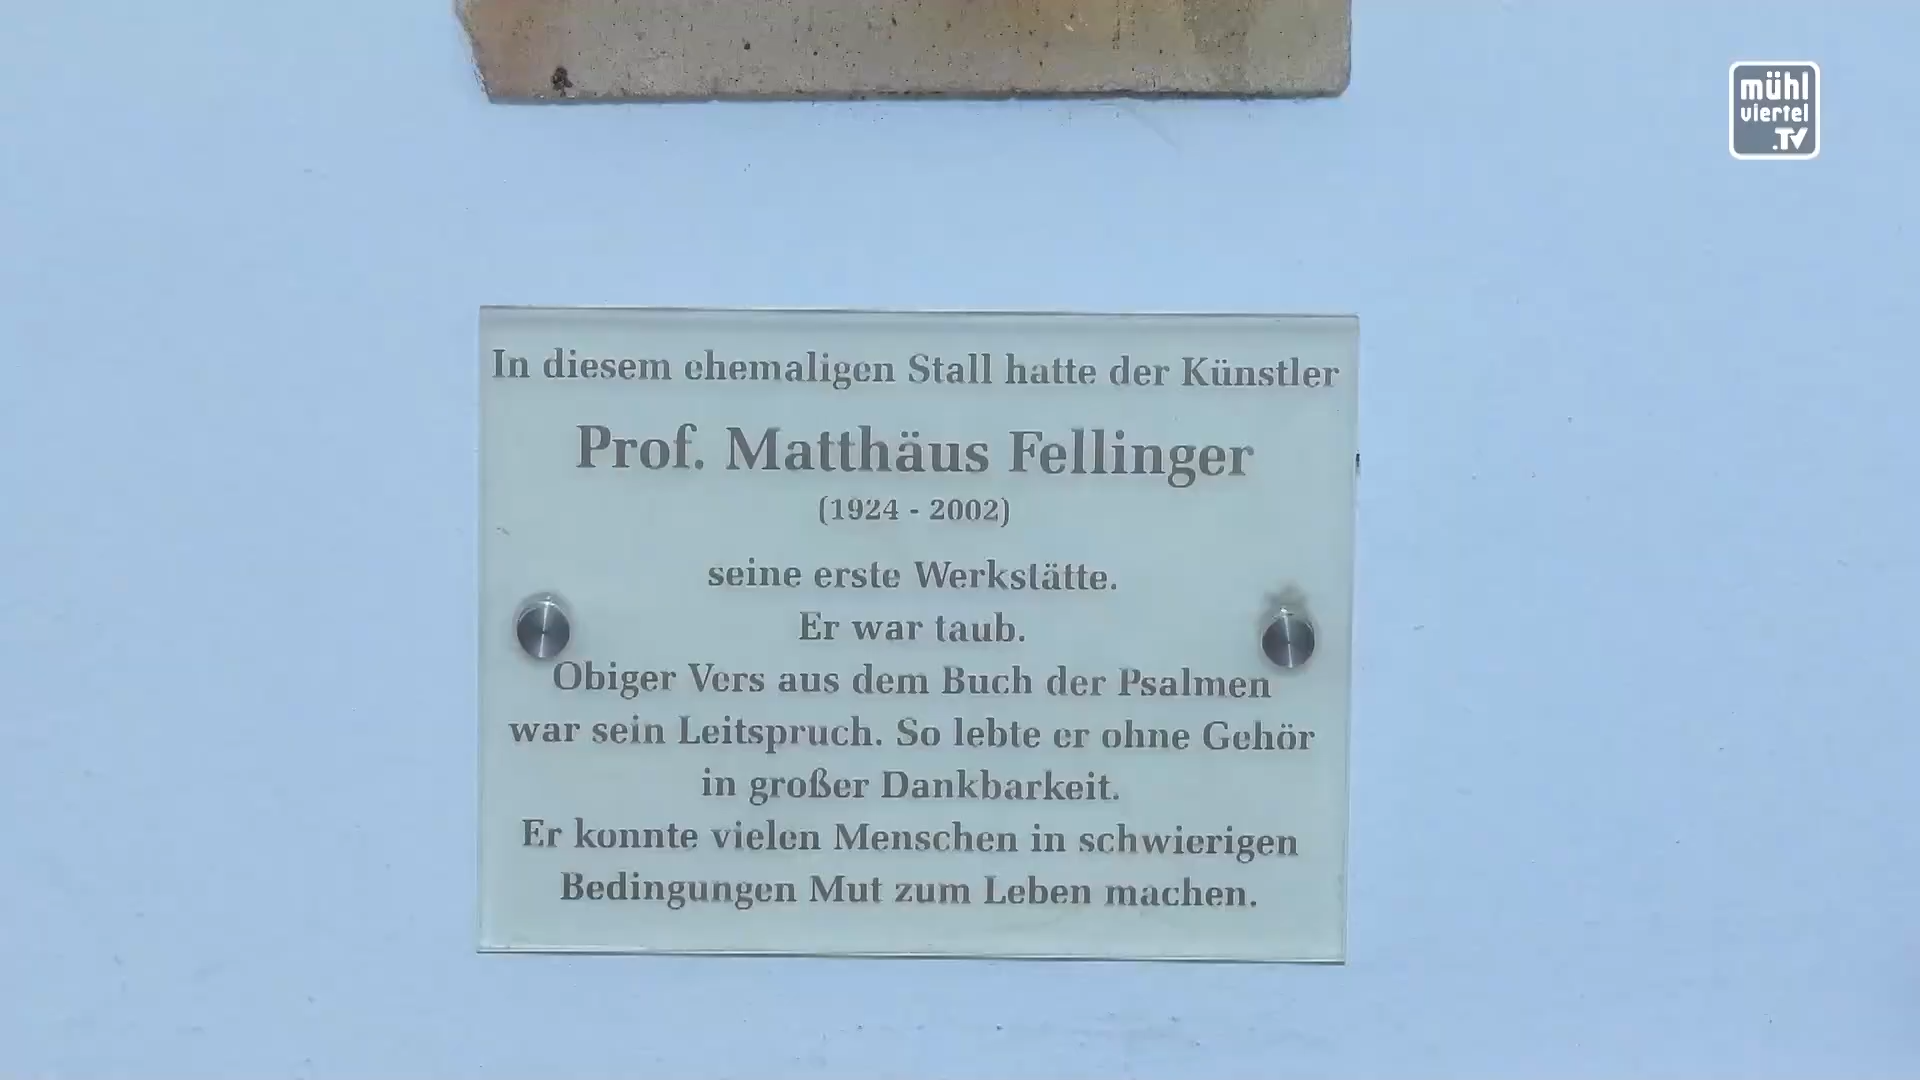 mühl
viertel
.TV
In diesem ehemaligen Stall hatte der Künstler
Prof. Matthäus Fellinger
(1924 - 2002)
seine erste Werkstätte.
Er war taub.
Obiger Vers aus dem Buch der Psalmen
war sein Leitspruch. So lebte er ohne Gehör
in großer Dankbarkeit.
Er konnte vielen Menschen in schwierigen
Bedingungen Mut zum Leben machen.